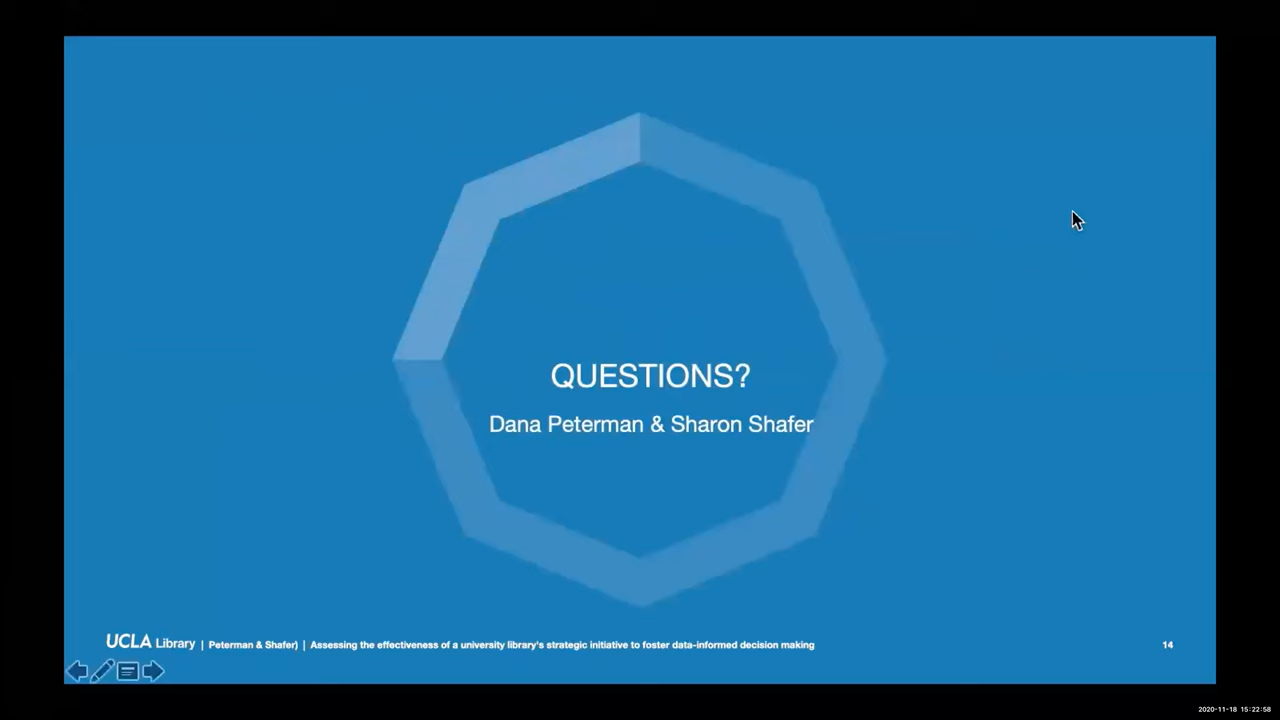 QUESTIONS?
Dana Peterman & Sharon Shafer
UCLA Library | Peterman & Shafer) | Assessing the effectiveness of a university library's strategic initiative to foster data-informed decision making 14
2020-11-18 15:22:58